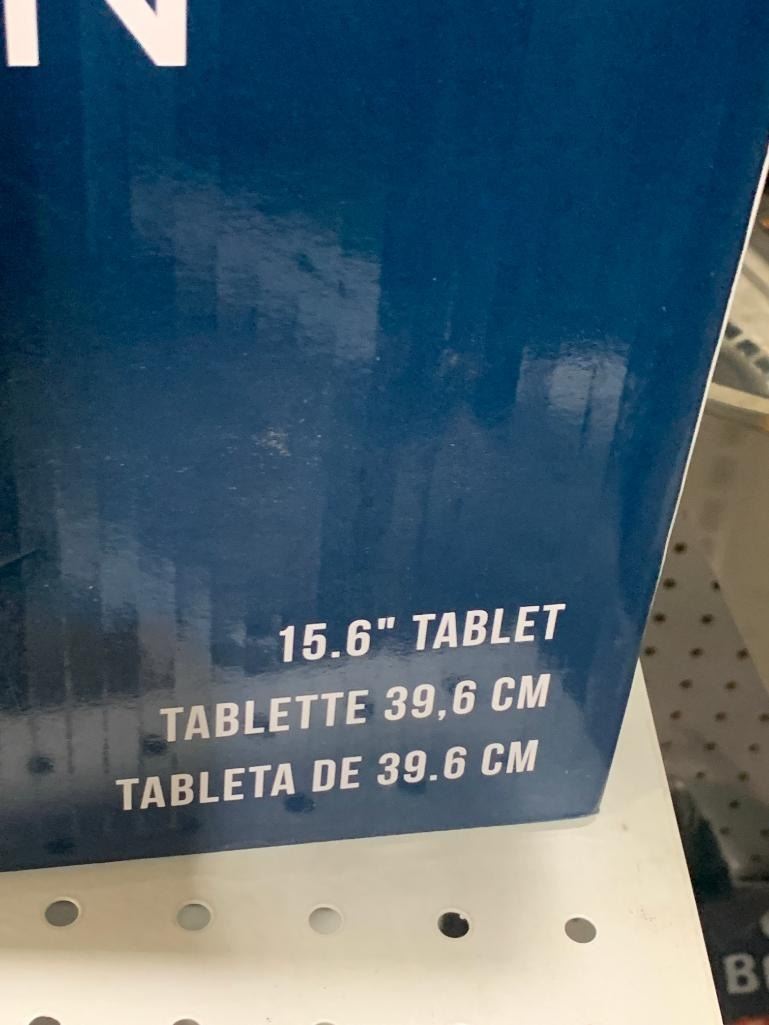 N
15.6" TABLET
TABLETTE 39,6 CM
TABLETA DE 39.6 CM
B